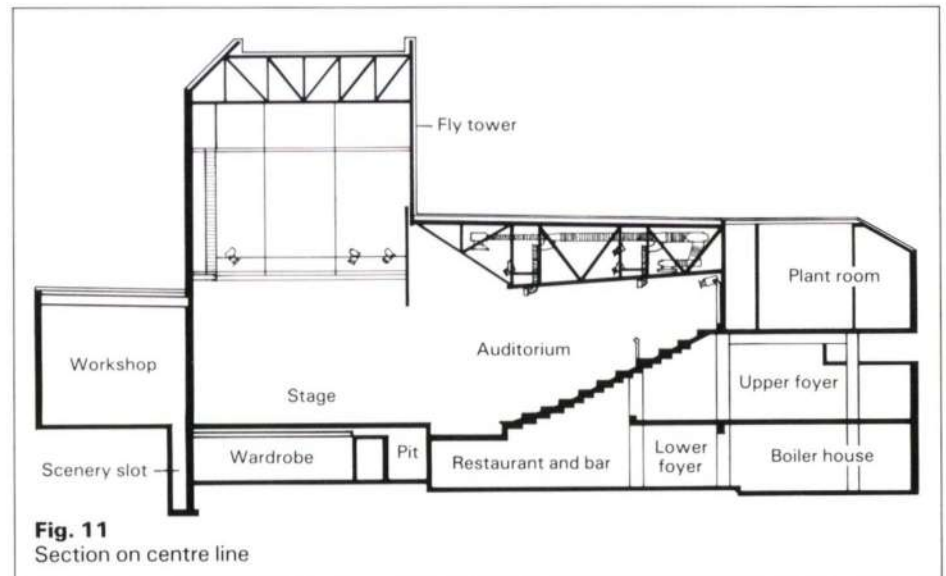 Fly tower
Plant room
Workshop
Auditorium
Upper foyer
Stage
Scenery slot
Wardrobe
Pit
Restaurant and bar
Lower
foyer
Boiler house
Fig. 11
Section on centre line